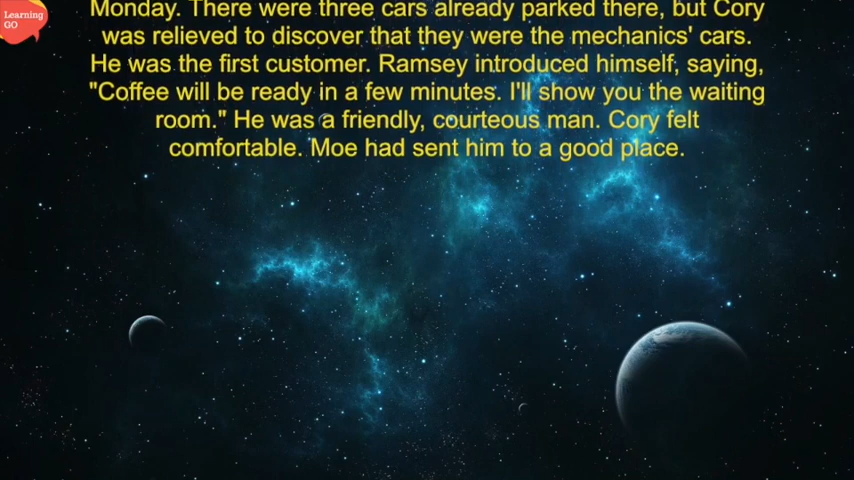 Learning
GO
Monday. There were three cars already parked there, but Cory
was relieved to discover that they were the mechanics' cars.
He was the first customer. Ramsey introduced himself, saying,
"Coffee will be ready in a few minutes. I'll show you the waiting
room." He was a friendly, courteous man. Cory felt
comfortable. Moe had sent him to a good place.